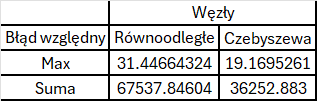 Węzły
Błąd względny Równoodległe Czebyszewa
Max 31.44664324 19.1695261
Suma 67537.84604 36252.883